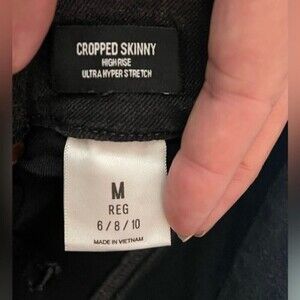 CROPPED SKINNY
HIGH RISE
ULTRA HYPER STRETCH
M
REG
6/8/10
MADE IN VIETNAM